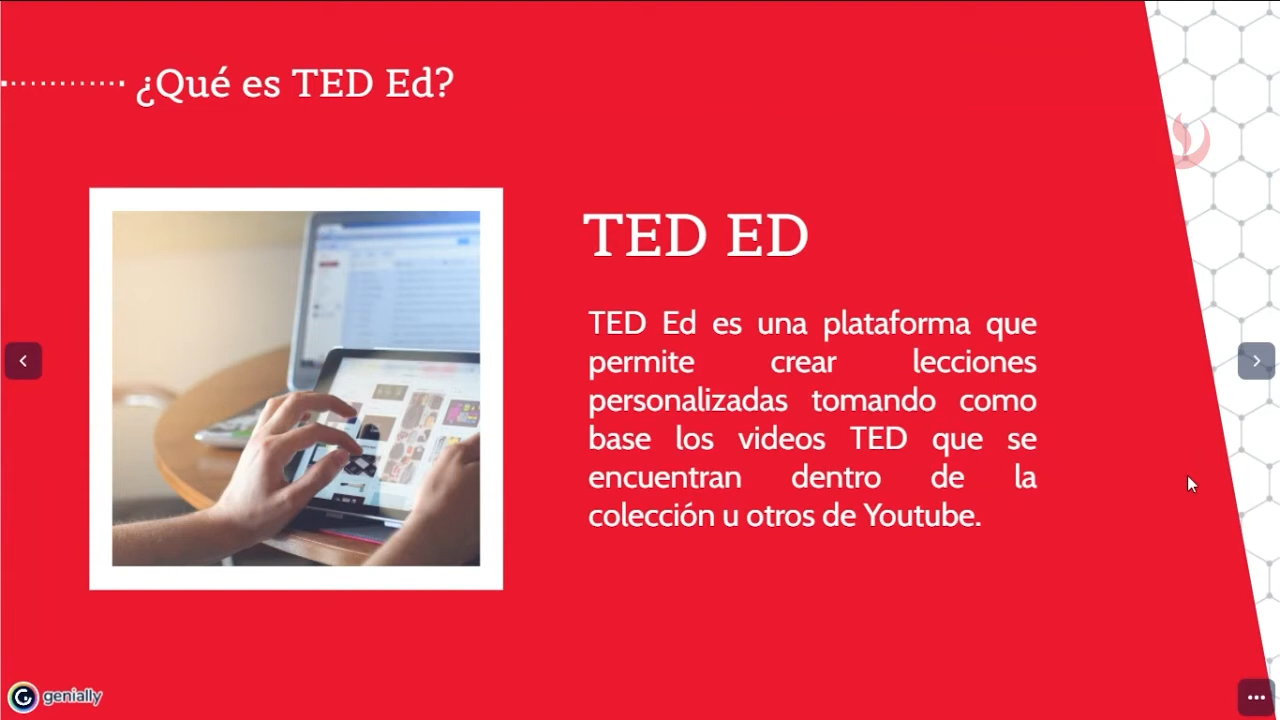 ¿Qué es TED Ed?
TED ED
TED Ed es una plataforma que
permite crear lecciones
personalizadas tomando como
base los videos TED que se
encuentran dentro de la
colección u otros de Youtube.
genially